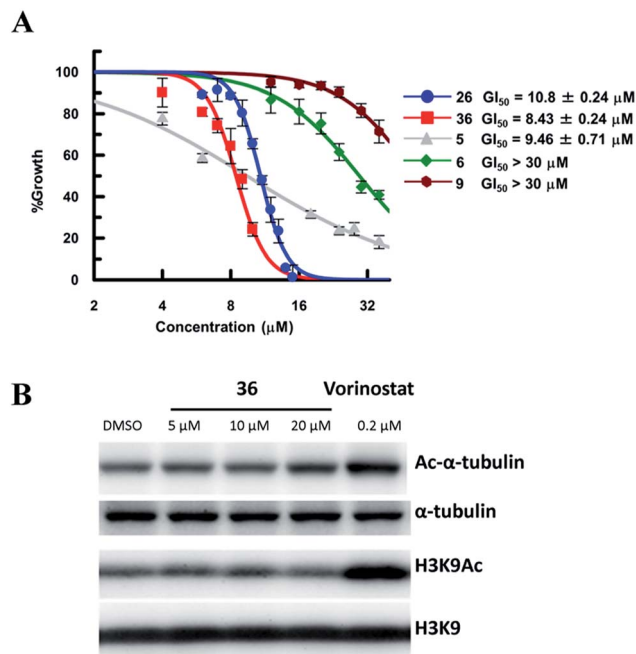 A
100
80
60
40
20
0
%Growth
2 4 8 16 32
Concentration (μM)
26 GI50 = 10.8 ± 0.24 μM
36 GI50 = 8.43 ± 0.24 μM
5 GI50 = 9.46 ± 0.71 μM
6 GI50 > 30 μM
9 GI50 > 30 μM
B
36 Vorinostat
DMSO 5 μM 10 μM 20 μM 0.2 μM
Ac-α-tubulin
α-tubulin
H3K9Ac
H3K9